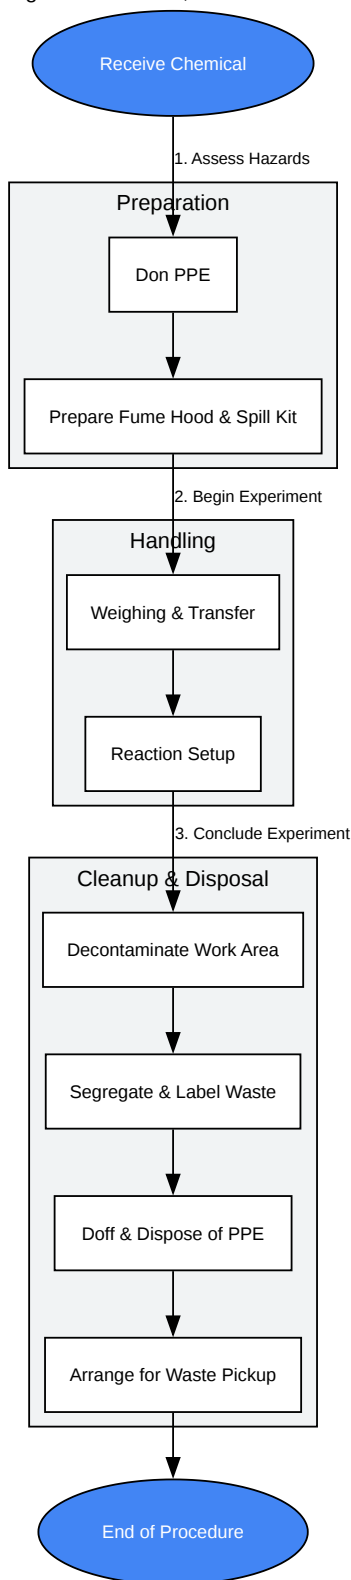 Receive Chemical
1. Assess Hazards
Preparation
Don PPE
Prepare Fume Hood & Spill Kit
2. Begin Experiment
Handling
Weighing & Transfer
Reaction Setup
3. Conclude Experiment
Cleanup & Disposal
Decontaminate Work Area
Segregate & Label Waste
Doff & Dispose of PPE
Arrange for Waste Pickup
End of Procedure